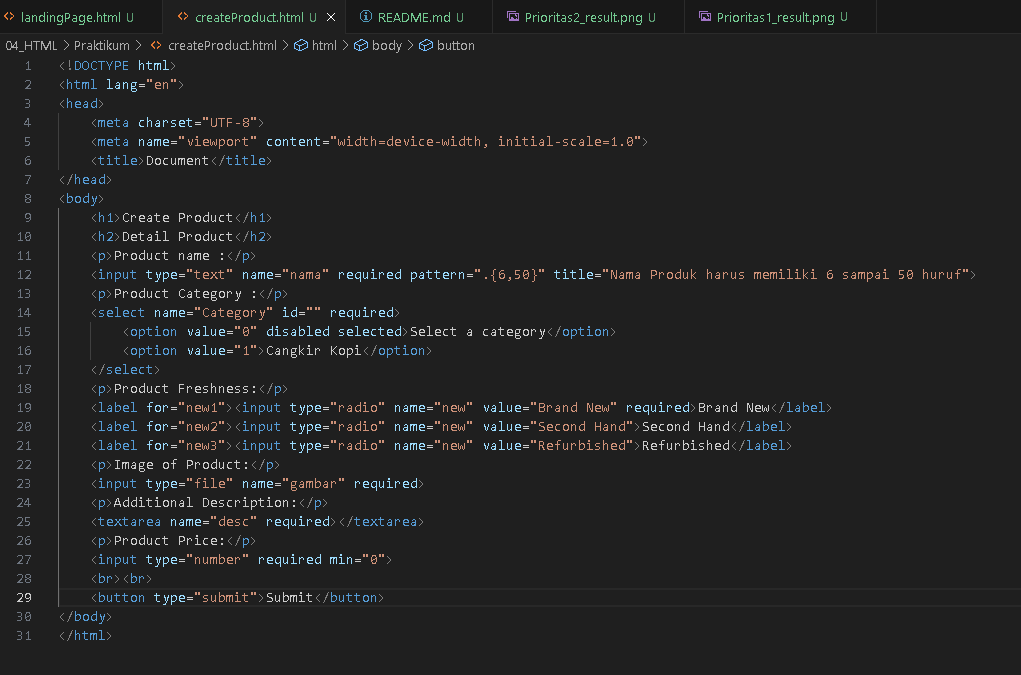 landingPage.html U
createProduct.html U
README.md U
Prioritas2_result.png U
Prioritas1_result.png U
04_HTML > Praktikum > createProduct.html > html > body > button
1 <!DOCTYPE html>
2 <html lang="en">
3 <head>
4 <meta charset="UTF-8">
5 <meta name="viewport" content="width=device-width, initial-scale=1.0">
6 <title>Document</title>
7 </head>
8 <body>
9 <h1>Create Product</h1>
10 <h2>Detail Product</h2>
11 <p>Product name :</p>
12 <input type="text" name="nama" required pattern=".{6,50}" title="Nama Produk harus memiliki 6 sampai 50 huruf">
13 <p>Product Category :</p>
14 <select name="Category" id="" required>
15 <option value="0" disabled selected>Select a category</option>
16 <option value="1">Cangkir Kopi</option>
17 </select>
18 <p>Product Freshness:</p>
19 <label for="new1"><input type="radio" name="new" value="Brand New" required>Brand New</label>
20 <label for="new2"><input type="radio" name="new" value="Second Hand">Second Hand</label>
21 <label for="new3"><input type="radio" name="new" value="Refurbished">Refurbished</label>
22 <p>Image of Product:</p>
23 <input type="file" name="gambar" required>
24 <p>Additional Description:</p>
25 <textarea name="desc" required></textarea>
26 <p>Product Price:</p>
27 <input type="number" required min="0">
28 <br><br>
29 <button type="submit">Submit</button>
30 </body>
31 </html>